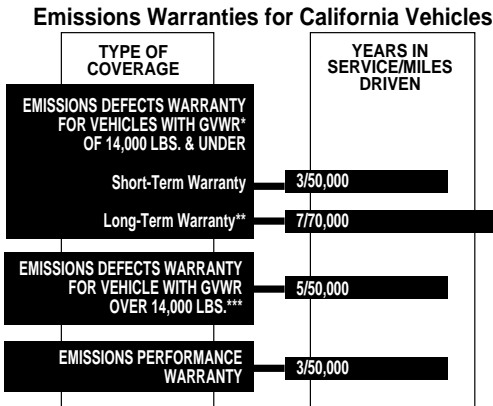 Emissions Warranties for California Vehicles
TYPE OF
COVERAGE
YEARS IN
SERVICE/MILES
DRIVEN
EMISSIONS DEFECTS WARRANTY
FOR VEHICLES WITH GVWR*
OF 14,000 LBS. & UNDER
Short-Term Warranty
3/50,000
Long-Term Warranty**
7/70,000
EMISSIONS DEFECTS WARRANTY
FOR VEHICLE WITH GVWR
OVER 14,000 LBS.***
5/50,000
EMISSIONS PERFORMANCE
WARRANTY
3/50,000